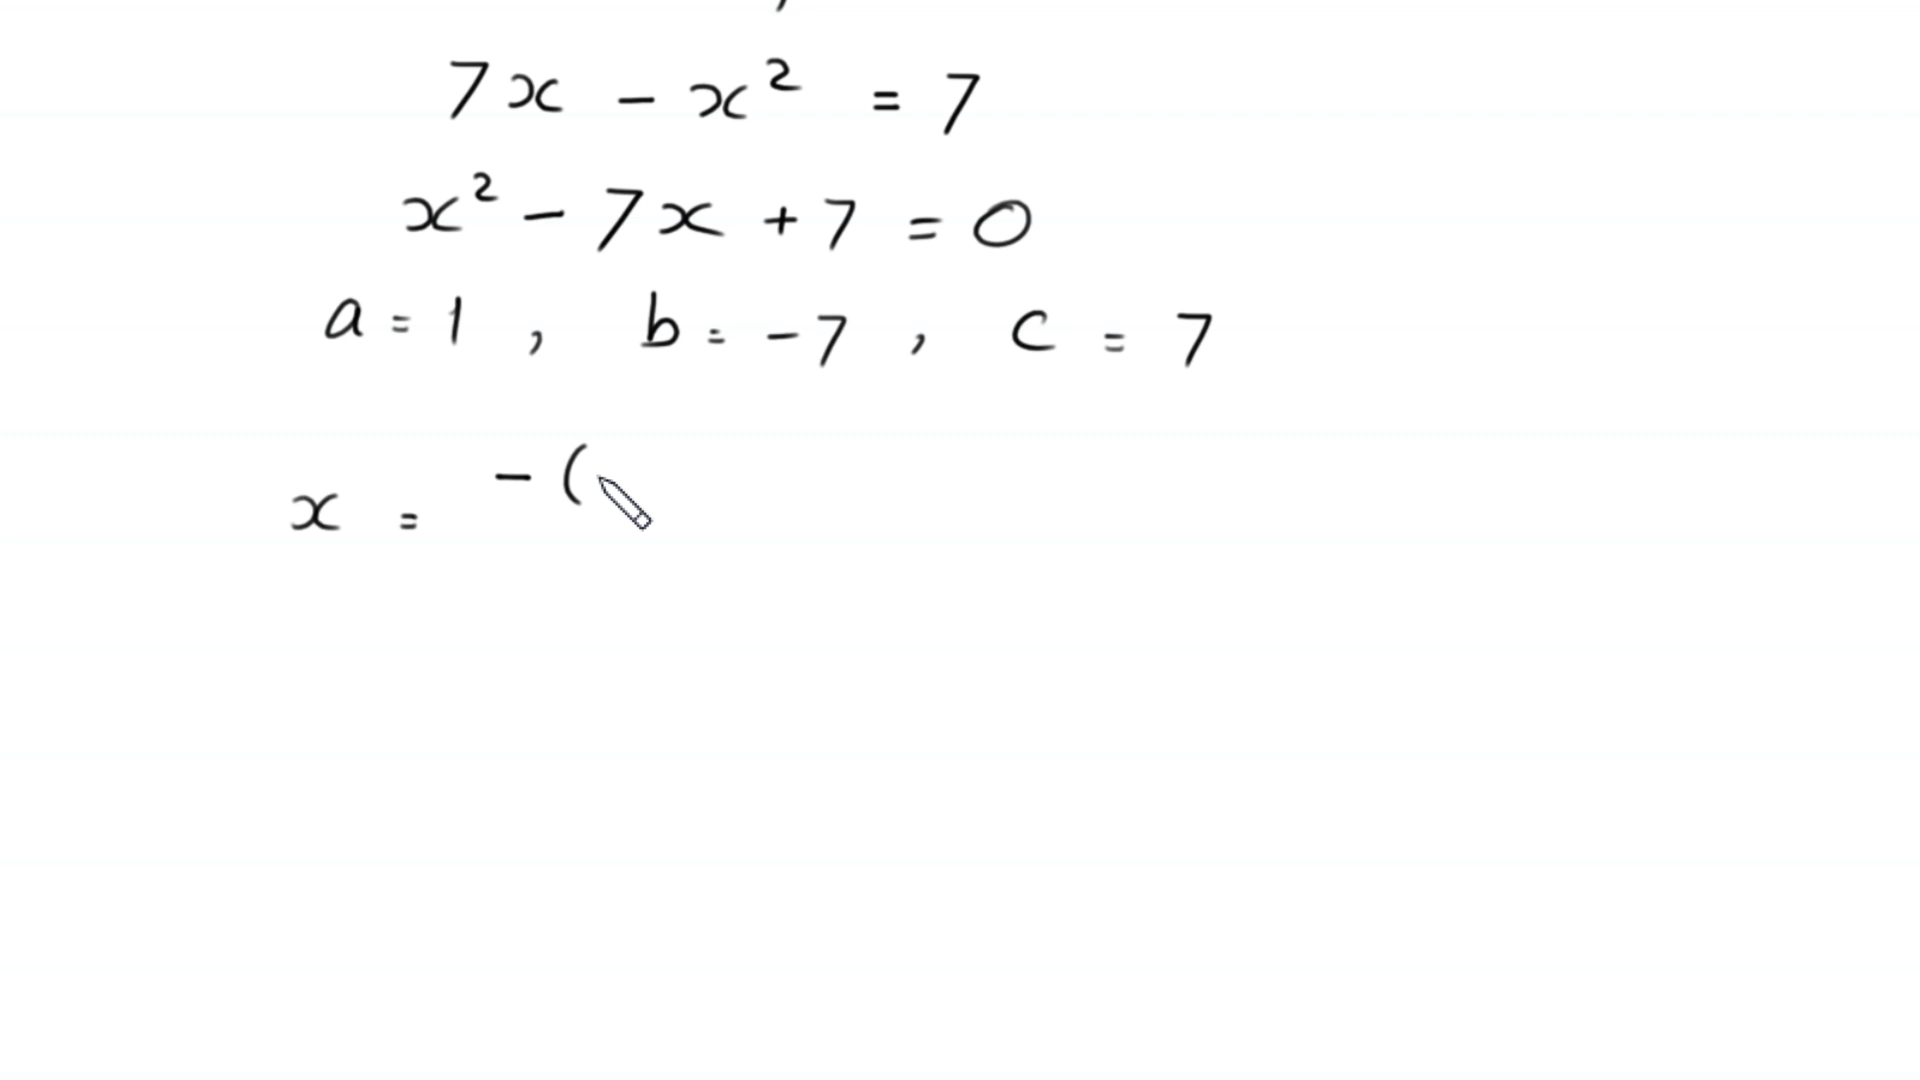 7x - x² = 7
x² - 7x + 7 = 0
a = 1 , b = -7 , c = 7
x = - (